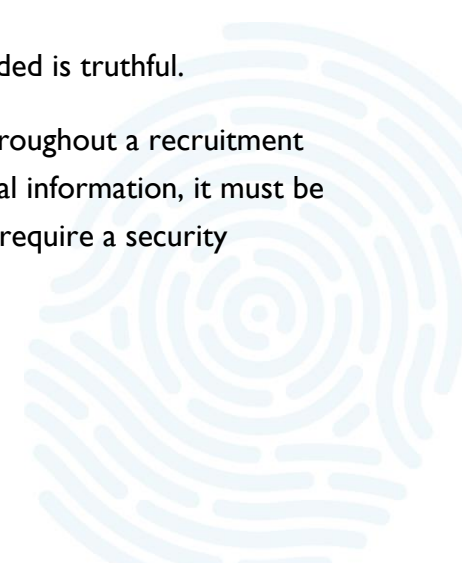 ded is truthful.
roughout a recruitment
al information, it must be
require a security